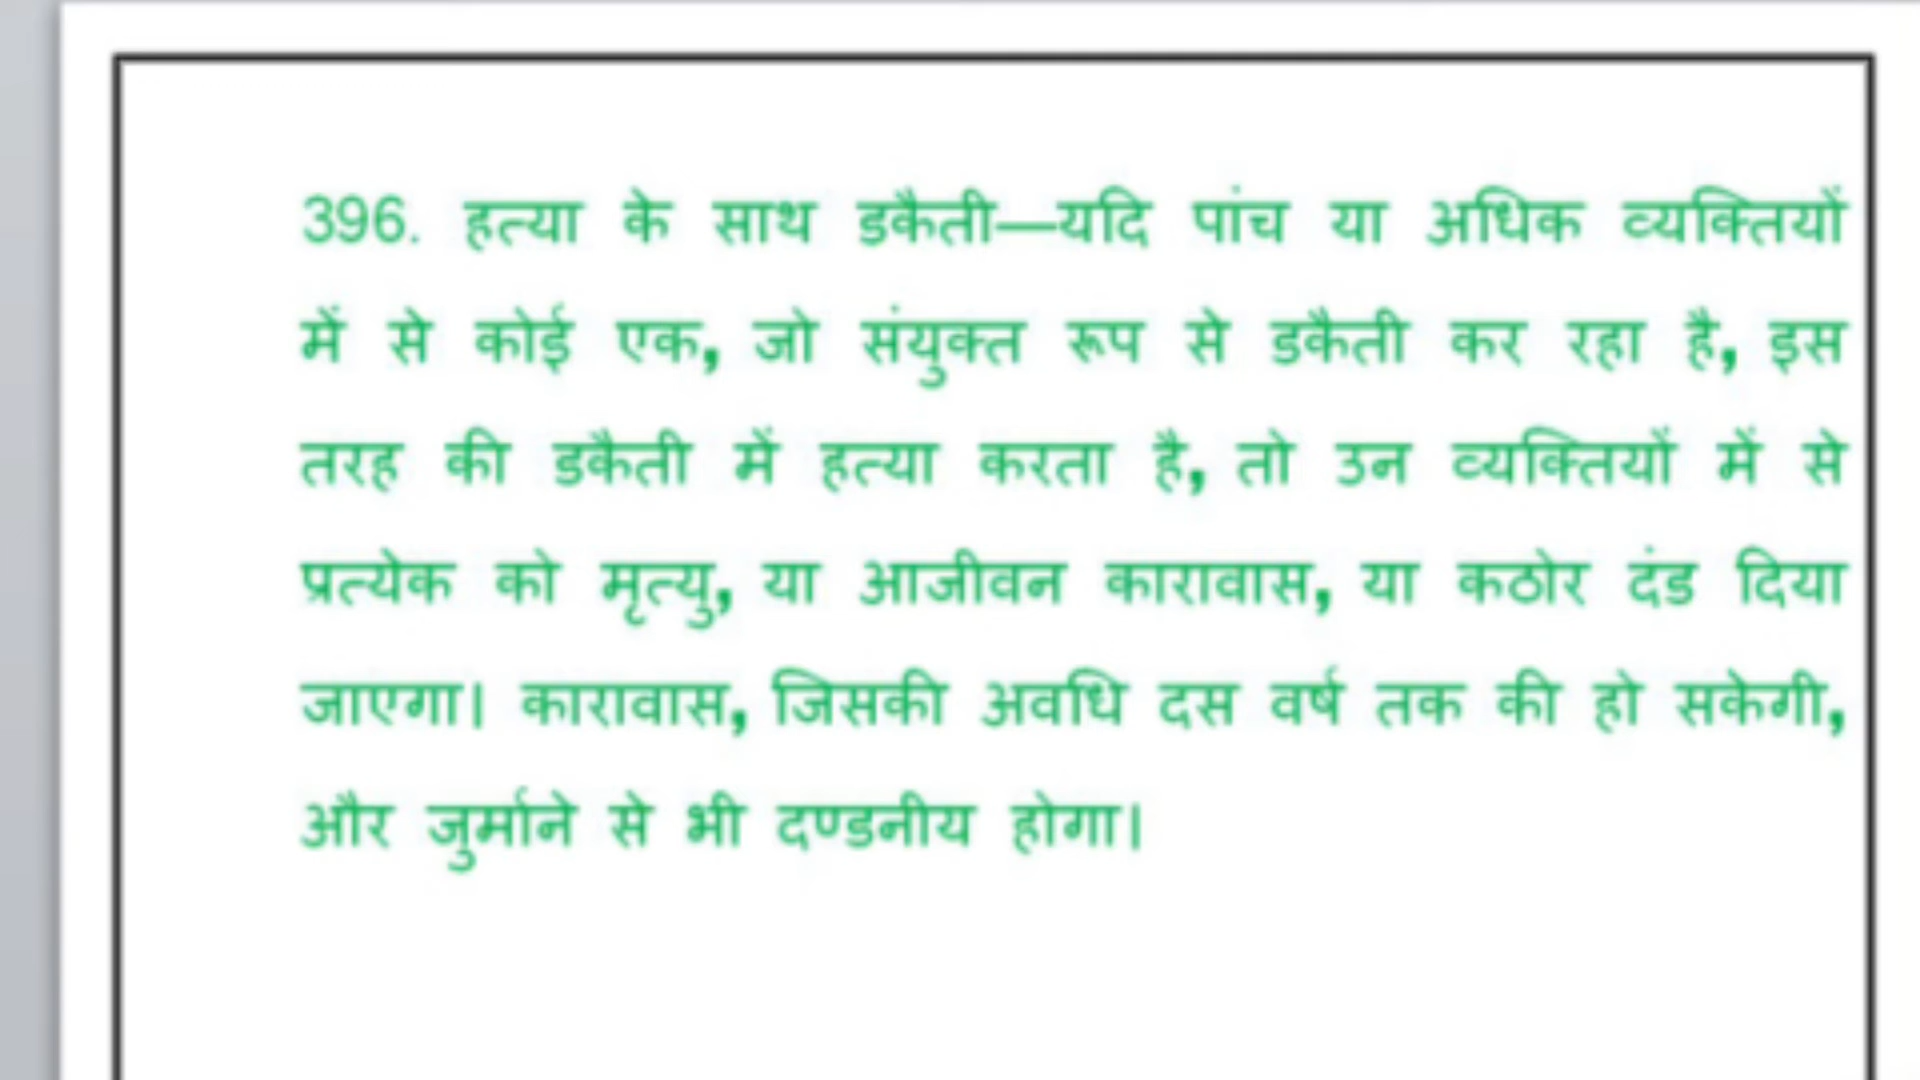 396. हत्या के साथ डकैती—यदि पांच या अधिक व्यक्तियों
में से कोई एक, जो संयुक्त रूप से डकैती कर रहा है, इस
तरह की डकैती में हत्या करता है, तो उन व्यक्तियों में से
प्रत्येक को मृत्यु, या आजीवन कारावास, या कठोर दंड दिया
जाएगा। कारावास, जिसकी अवधि दस वर्ष तक की हो सकेगी,
और जुर्माने से भी दण्डनीय होगा।